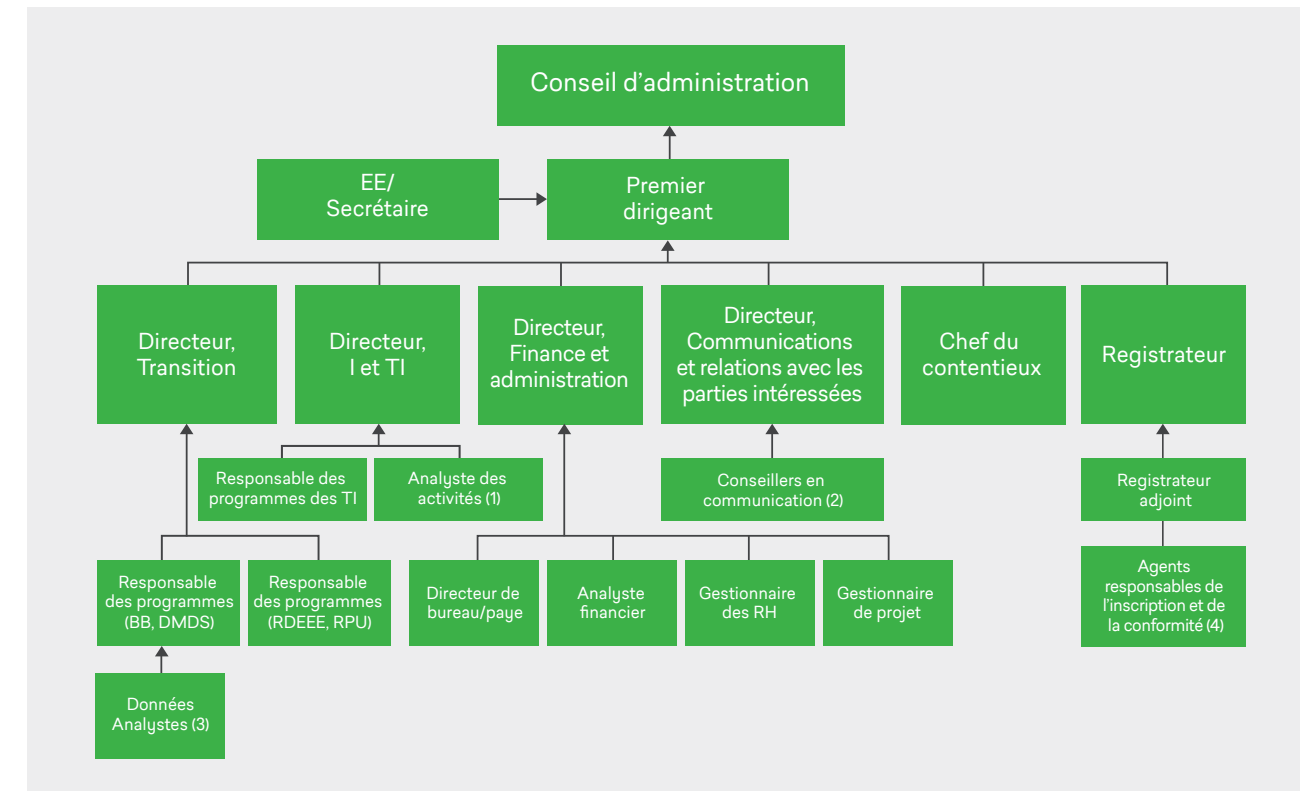 Conseil d’administration
EE/
Secrétaire
Premier
dirigeant
Directeur,
Transition
Directeur,
I et TI
Directeur,
Finance et
administration
Directeur,
Communications
et relations avec les
parties intéressées
Chef du
contentieux
Registrateur
Responsable des
programmes des TI
Analyste des
activités (1)
Conseillers en
communication (2)
Registrateur
adjoint
Responsable
des programmes
(BB, DMDS)
Responsable
des programmes
(RDEEE, RPU)
Directeur de
bureau/paye
Analyste
financier
Gestionnaire
des RH
Gestionnaire
de projet
Agents
responsables de
l’inscription et de
la conformité (4)
Données
Analystes (3)